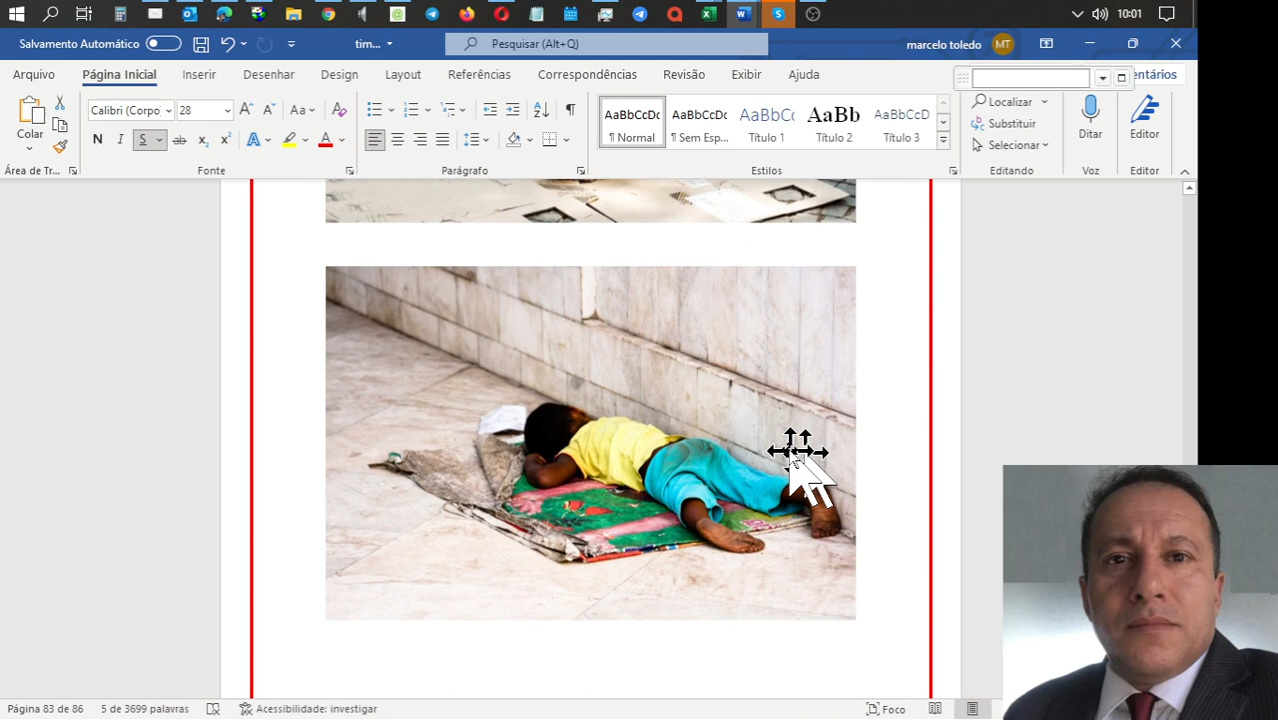 10:01
Salvamento Automático
tim...
Pesquisar (Alt+Q)
marcelo toledo
MT
Arquivo
Página Inicial
Inserir
Desenhar
Design
Layout
Referências
Correspondências
Revisão
Exibir
Ajuda
entários
Colar
Calibri (Corpo)
28
Aa
AaBbCcDc
AaBbCcDc
AaBbCc
AaBb
AaBbCcD
¶ Normal
¶ Sem Esp...
Título 1
Título 2
Título 3
Localizar
Substituir
Selecionar
Ditar
Editor
Área de Tr...
Fonte
Parágrafo
Estilos
Editando
Voz
Editor
Página 83 de 86
5 de 3699 palavras
Acessibilidade: investigar
Foco